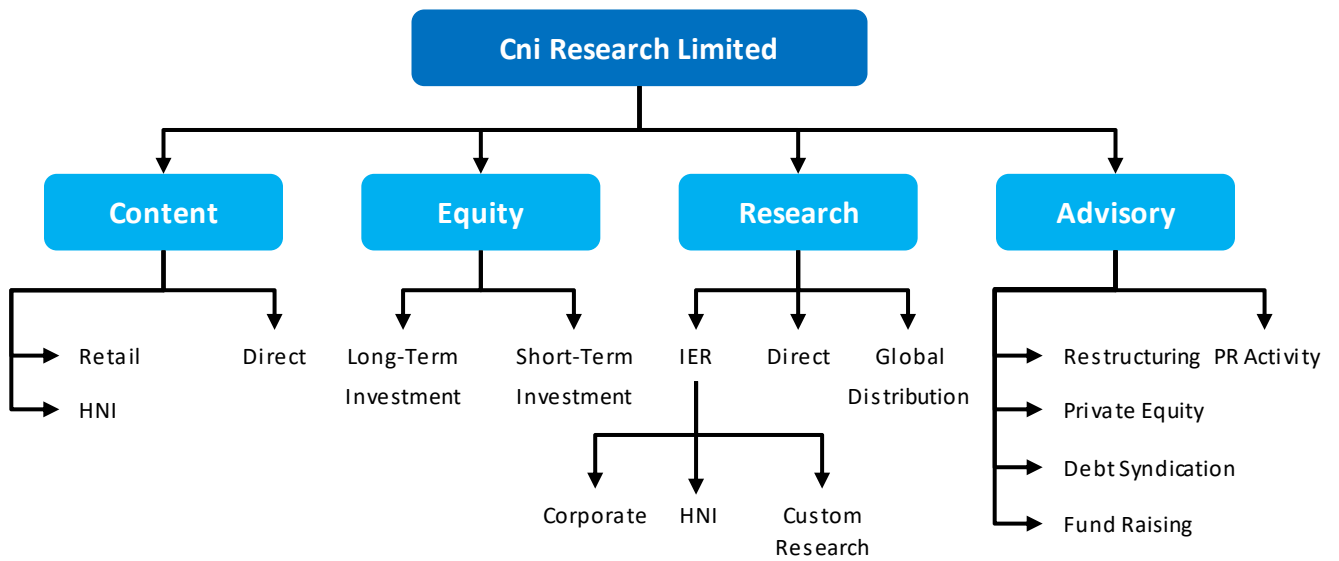 Cni Research Limited
Content
Equity
Research
Advisory
Retail
HNI
Direct
Long-Term
Investment
Short-Term
Investment
IER
Direct
Global
Distribution
Corporate
HNI
Custom
Research
Restructuring
Private Equity
Debt Syndication
Fund Raising
PR Activity